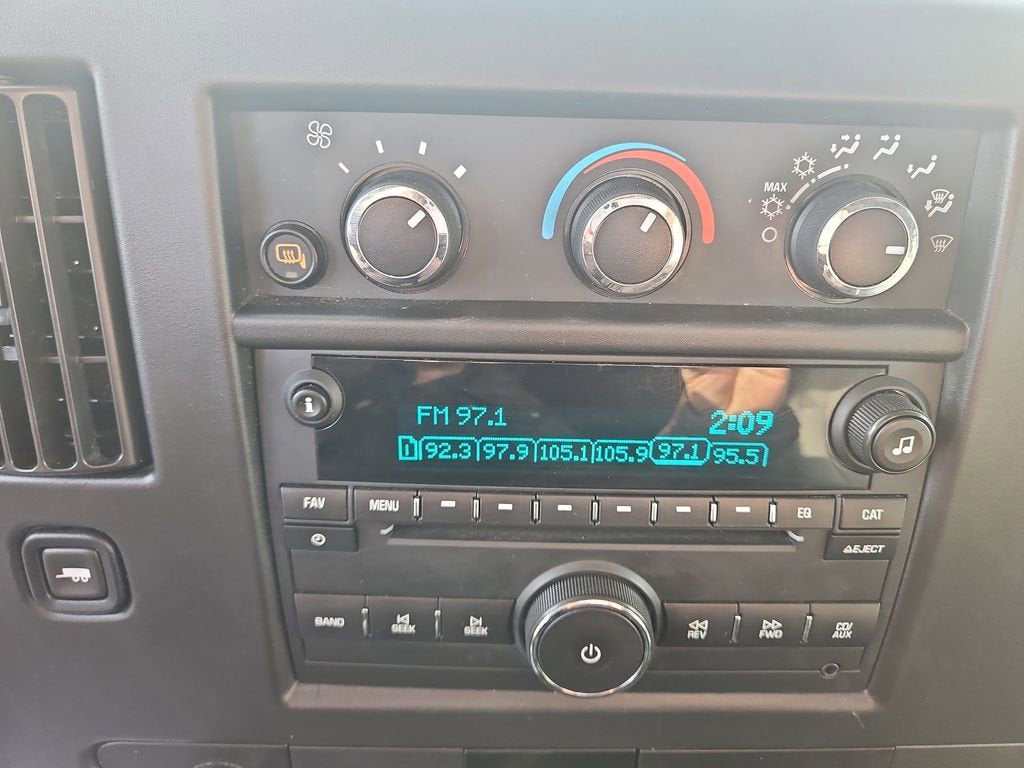 MAX
i
FM 97.1 2:09
1 92.3 97.9 105.1 105.9 97.1 95.5
FAV MENU EQ CAT
EJECT
BAND SEEK SEEK REV FWD CD/
AUX